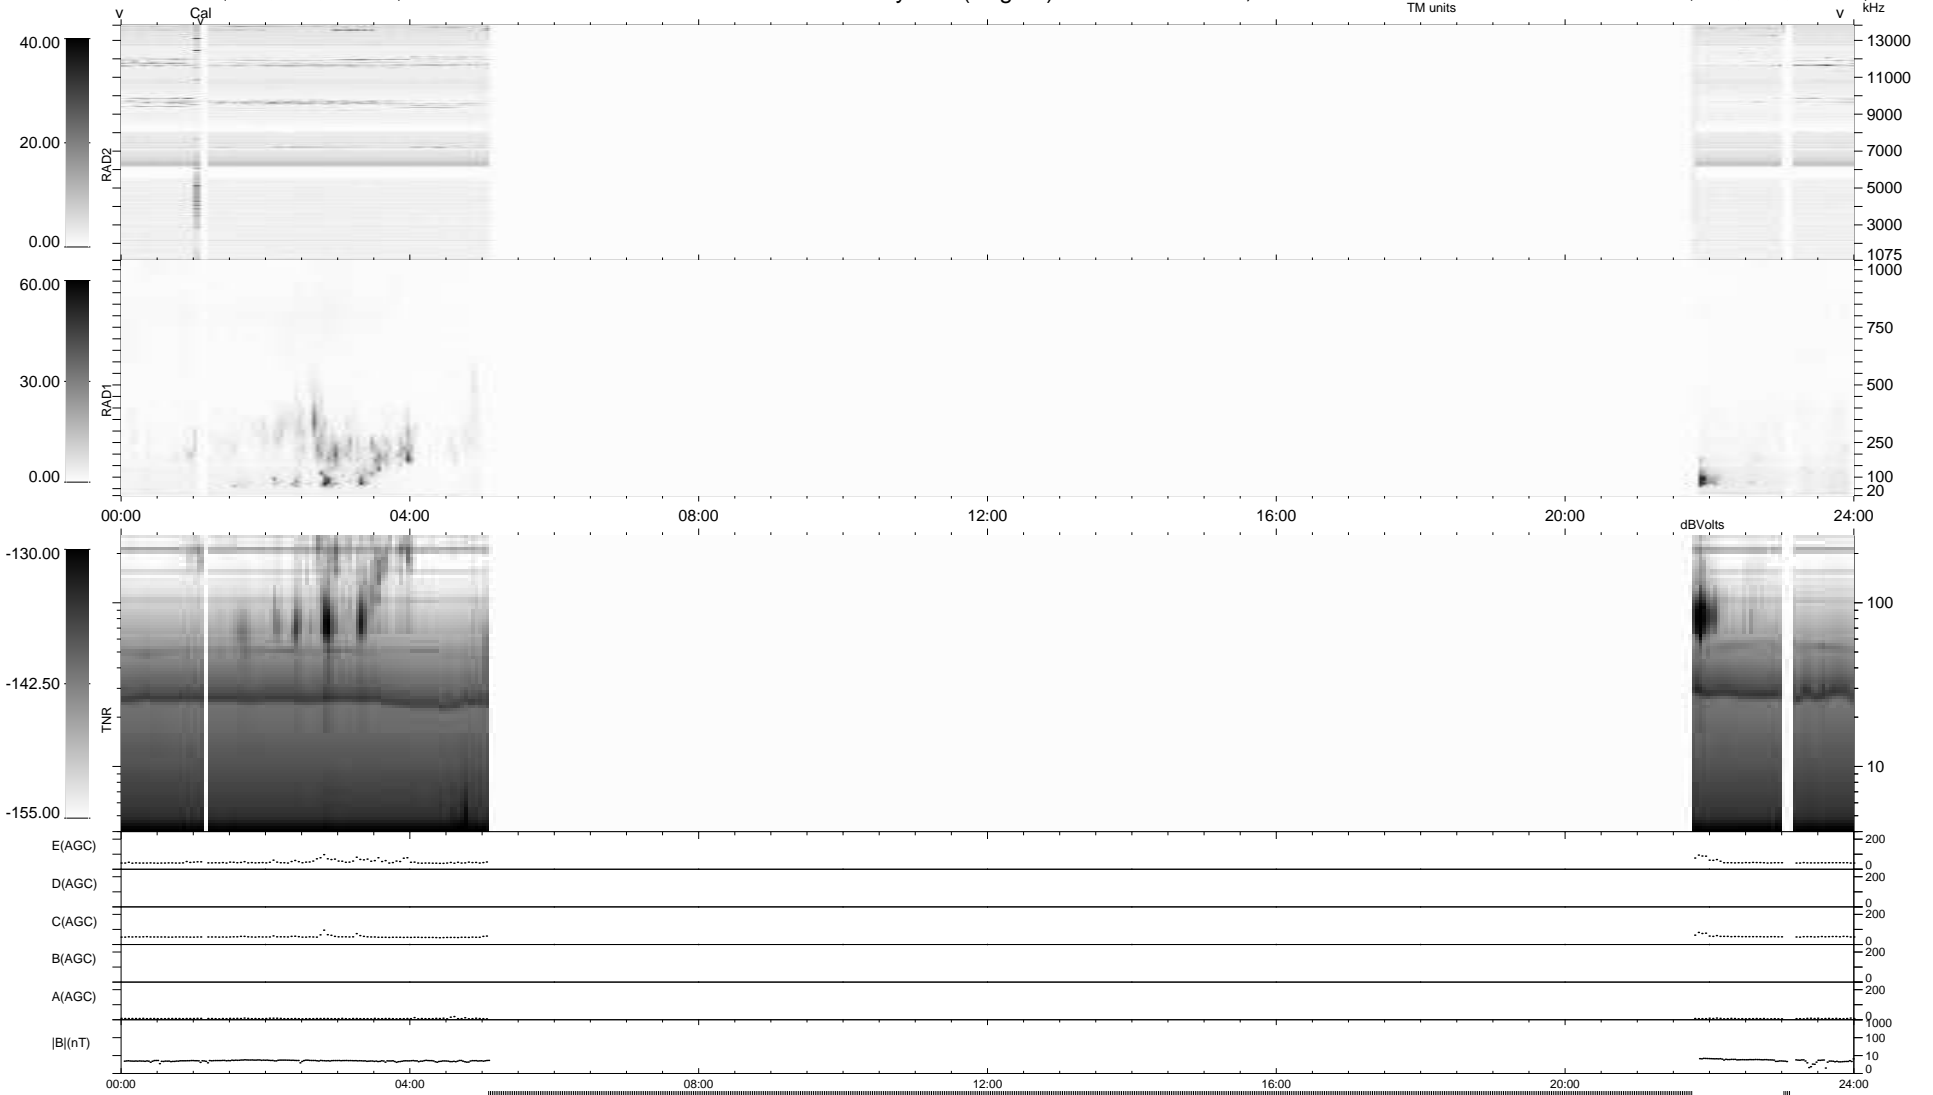 v Cal TM units v kHz
v
40.00
20.00
0.00
RAD2
13000
11000
9000
7000
5000
3000
1075
60.00
30.00
0.00
RAD1
1000
750
500
250
100
20
00:00 04:00 08:00 12:00 16:00 20:00 24:00
dBVolts
-130.00
-142.50
-155.00
TNR
100
10
E(AGC) 200
0
D(AGC) 200
0
C(AGC) 200
0
B(AGC) 200
0
A(AGC) 200
0
|B|(nT) 1000
100
10
0
00:00 04:00 08:00 12:00 16:00 20:00 24:00